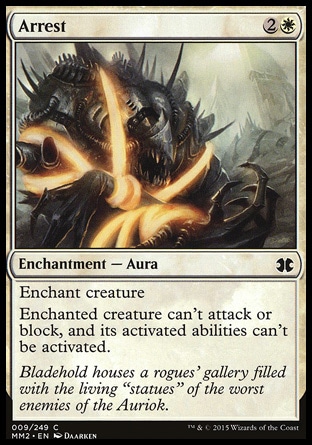 Arrest 2
Enchantment — Aura
Enchant creature
Enchanted creature can't attack or
block, and its activated abilities can't
be activated.
Bladehold houses a rogues' gallery filled
with the living “statues” of the worst
enemies of the Auriok.
009/249 C
MM2 • EN DAARKEN
™ & © 2015 Wizards of the Coast